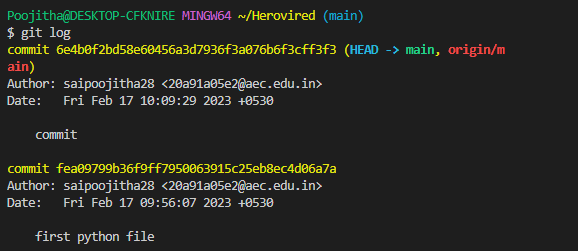 Poojitha@DESKTOP-CFKNIRE MINGW64 ~/Herovired (main)
$ git log
commit 6e4b0f2bd58e60456a3d7936f3a076b6f3cff3f3 (HEAD -> main, origin/m
ain)
Author: saipoojitha28 <20a91a05e2@aec.edu.in>
Date:   Fri Feb 17 10:09:29 2023 +0530
    commit
commit fea09799b36f9ff7950063915c25eb8ec4d06a7a
Author: saipoojitha28 <20a91a05e2@aec.edu.in>
Date:   Fri Feb 17 09:56:07 2023 +0530
    first python file